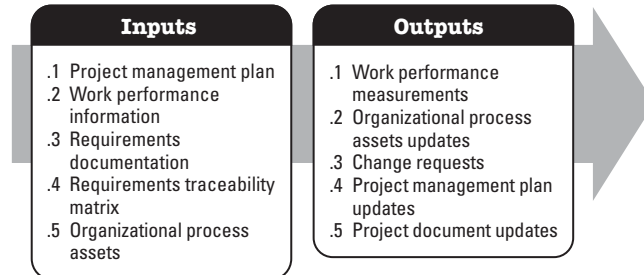 Inputs
.1 Project management plan
.2 Work performance
information
.3 Requirements
documentation
.4 Requirements traceability
matrix
.5 Organizational process
assets
Outputs
.1 Work performance
measurements
.2 Organizational process
assets updates
.3 Change requests
.4 Project management plan
updates
.5 Project document updates